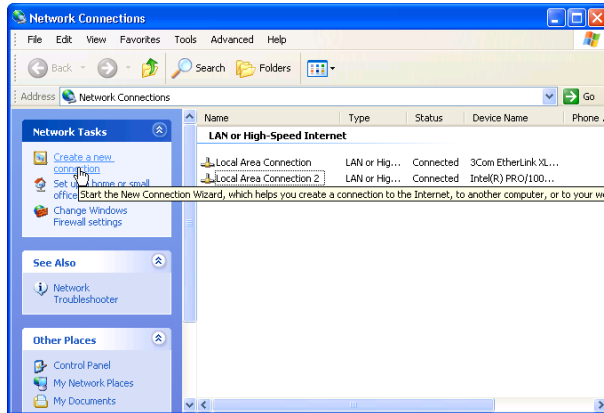 Network Connections
File Edit View Favorites Tools Advanced Help
Back Search Folders
Address Network Connections Go
Network Tasks
Create a new
connection
Set up a home or small
office
Change Windows
Firewall settings
See Also
Network
Troubleshooter
Other Places
Control Panel
My Network Places
My Documents
Name Type Status Device Name Phone
LAN or High-Speed Internet
Local Area Connection LAN or Hig... Connected 3Com EtherLink XL...
Local Area Connection 2 LAN or Hig... Connected Intel(R) PRO/100...
Start the New Connection Wizard, which helps you create a connection to the Internet, to another computer, or to your